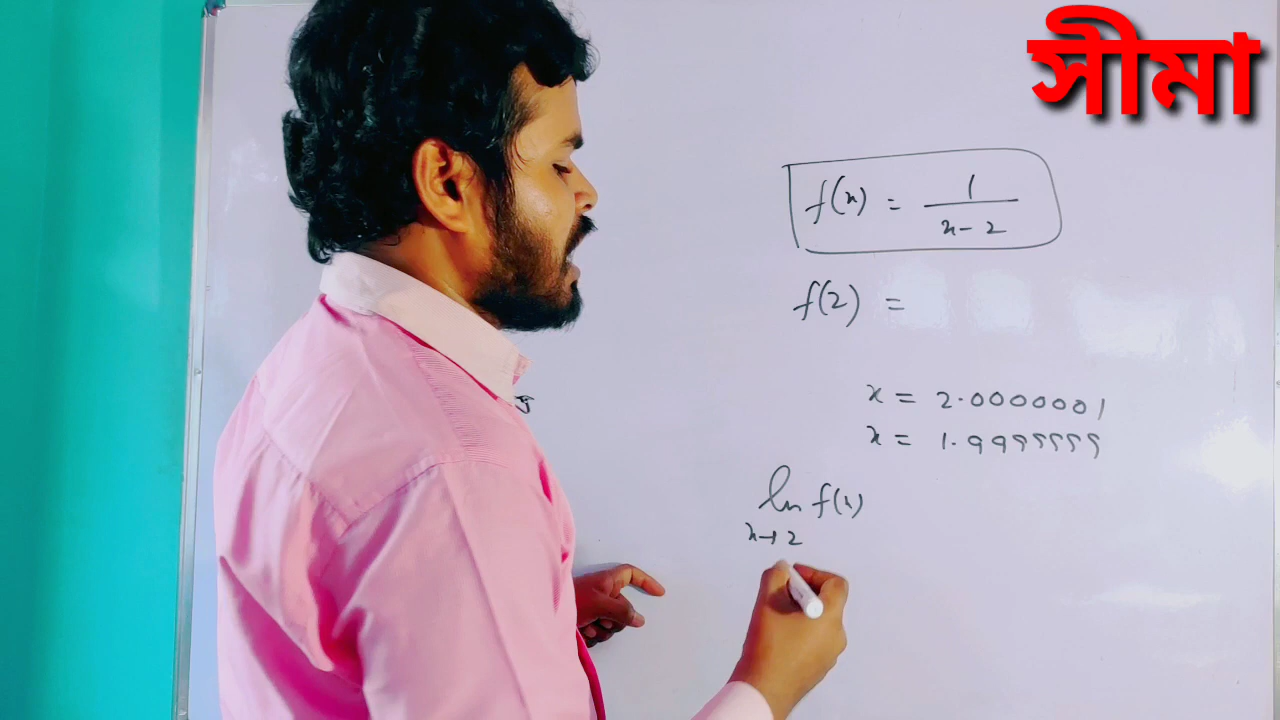 সীমা
f(x) = 1/(x-2)
f(2) =
x = 2.0000001
x = 1.9999999
lim f(x)
x→2